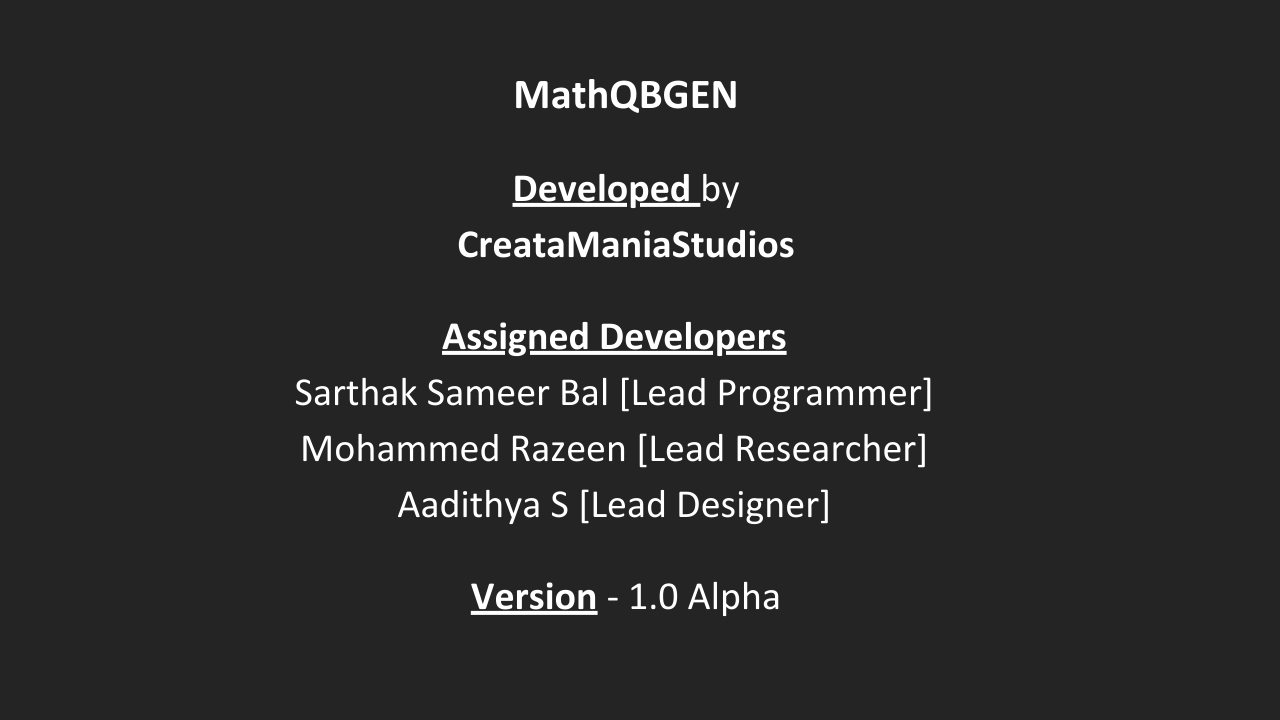 MathQBGEN
Developed by
CreataManiaStudios
Assigned Developers
Sarthak Sameer Bal [Lead Programmer]
Mohammed Razeen [Lead Researcher]
Aadithya S [Lead Designer]
Version - 1.0 Alpha